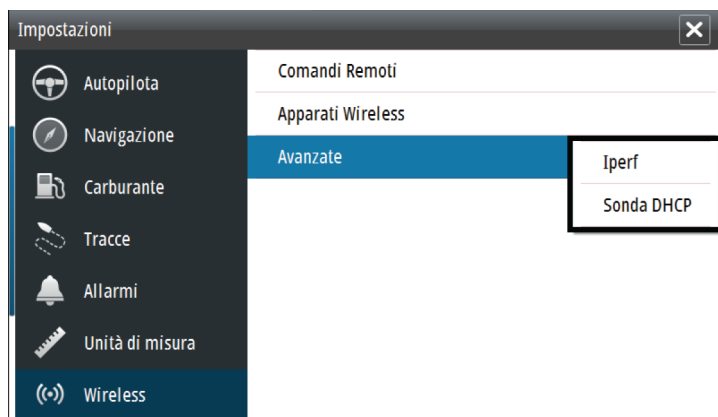 Impostazioni
Autopilota
Navigazione
Carburante
Tracce
Allarmi
Unità di misura
Wireless
Comandi Remoti
Apparati Wireless
Avanzate
Iperf
Sonda DHCP